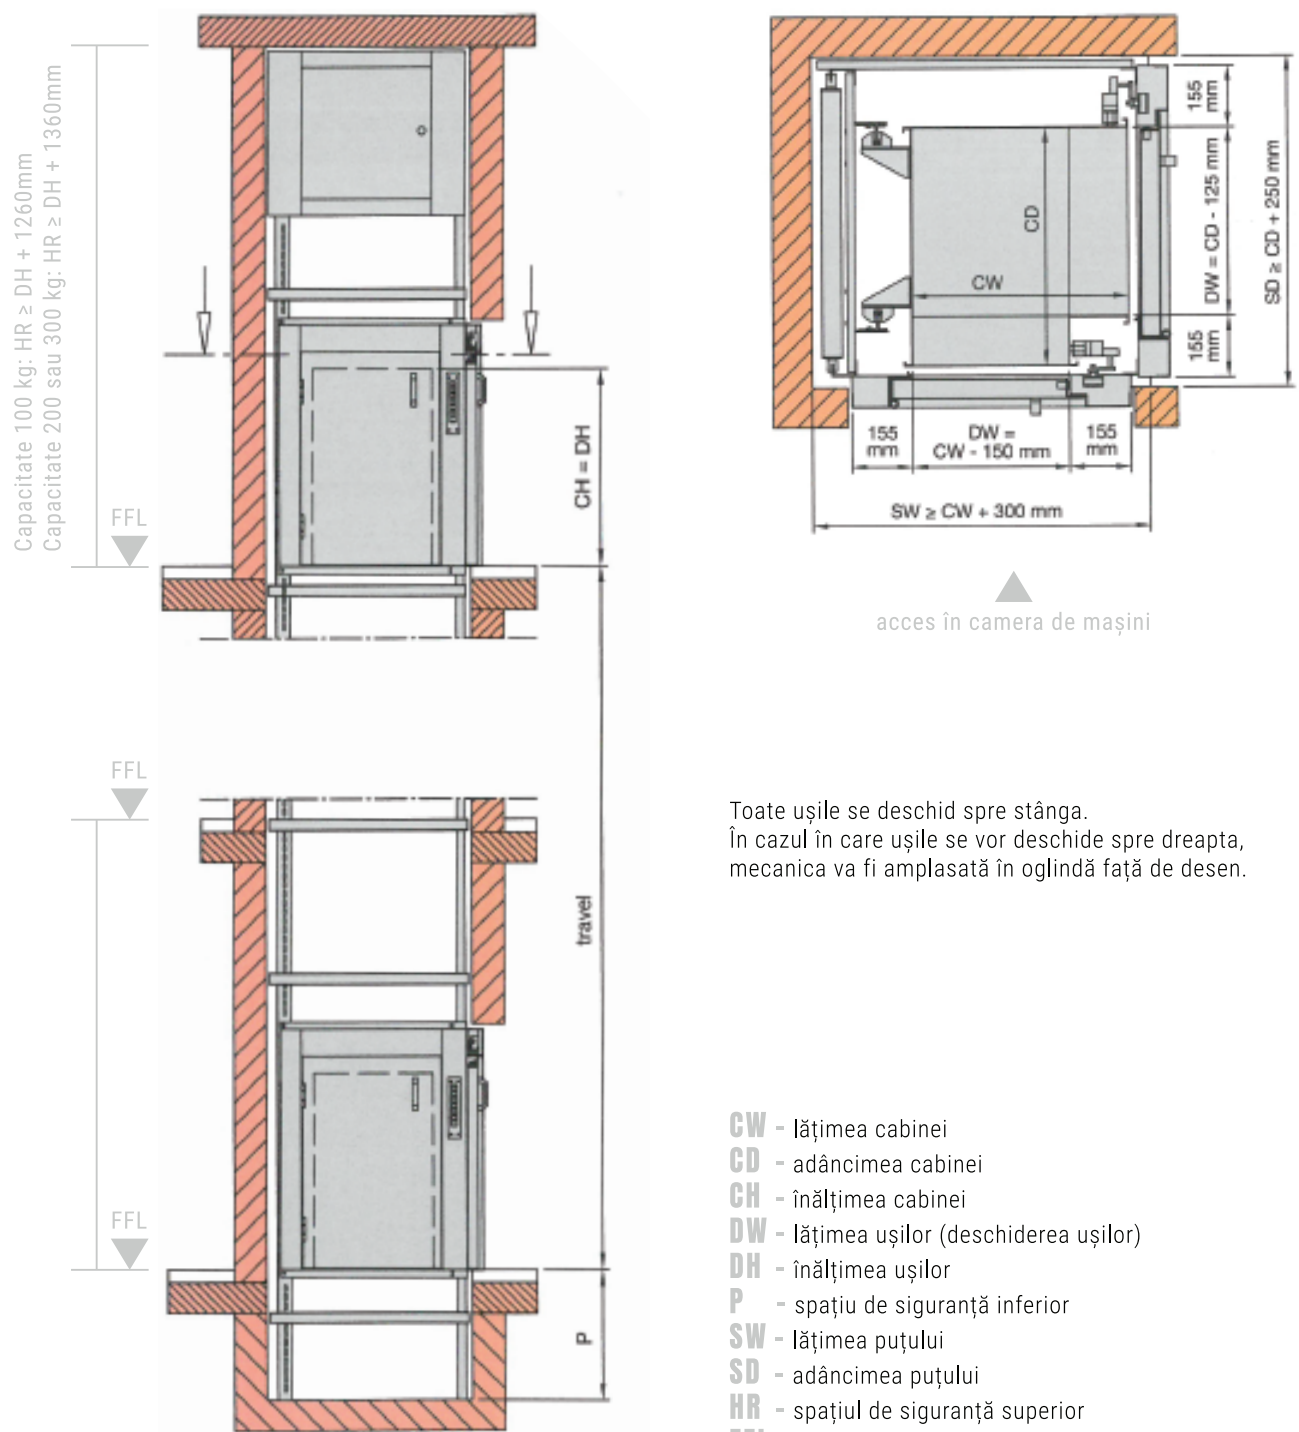 Capacitate 100 kg: HR ≥ DH + 1260mm
Capacitate 200 sau 300 kg: HR ≥ DH + 1360mm
FFL
CH = DH
FFL
travel
FFL
P
155 mm
DW = CD - 125 mm
155 mm
SD ≥ CD + 250 mm
CD
CW
155
mm
DW =
CW - 150 mm
155
mm
SW ≥ CW + 300 mm
acces în camera de mașini
Toate ușile se deschid spre stânga.
În cazul în care ușile se vor deschide spre dreapta,
mecanica va fi amplasată în oglindă față de desen.
CW - lățimea cabinei
CD - adâncimea cabinei
CH - înălțimea cabinei
DW - lățimea ușilor (deschiderea ușilor)
DH - înălțimea ușilor
P - spațiu de siguranță inferior
SW - lățimea puțului
SD - adâncimea puțului
HR - spațiul de siguranță superior